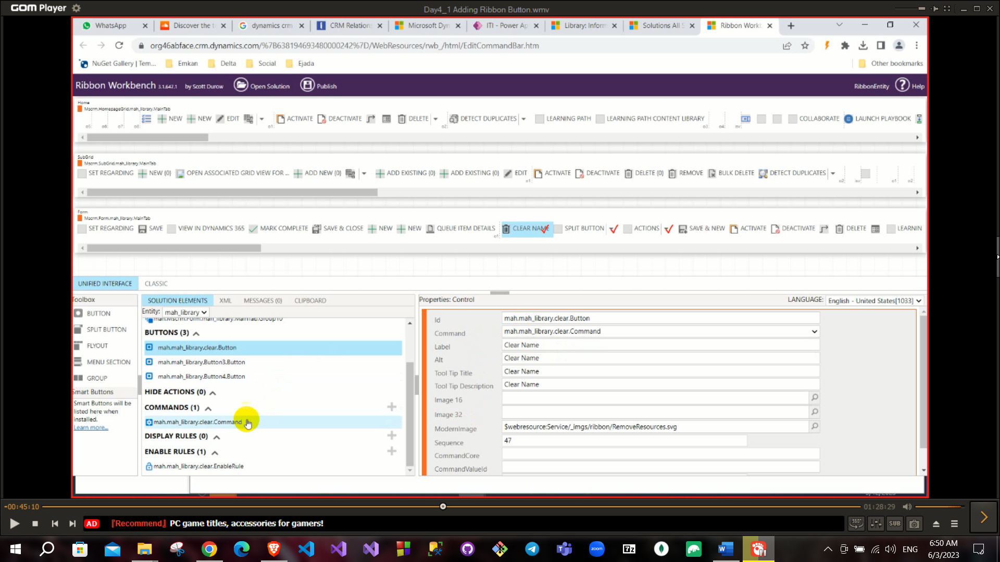 GOM Player
Day4_1 Adding Ribbon Button.wmv
WhatsApp
Discover the t
dynamics crm
CRM Relation
Microsoft Dyn
ITI - Power Ap
Library: Inform
Solutions All S
Ribbon Workb
org46abface.crm.dynamics.com/%7B638194693480000242%7D/WebResources/rwb_/html/EditCommandBar.htm
NuGet Gallery | Tem...
Emkan
Delta
Social
Ejada
Other bookmarks
Ribbon Workbench 3.1.647.1 by Scott Durow Open Solution Publish RibbonEntity Help
Home
Mscrm.HomepageGrid.mah_library.MainTab
NEW NEW EDIT ACTIVATE DEACTIVATE DELETE DETECT DUPLICATES LEARNING PATH LEARNING PATH CONTENT LIBRARY COLLABORATE LAUNCH PLAYBOOK
SubGrid
Mscrm.SubGrid.mah_library.MainTab
SET REGARDING NEW (0) OPEN ASSOCIATED GRID VIEW FOR ... ADD NEW (0) ADD EXISTING (0) ADD EXISTING (0) EDIT ACTIVATE DEACTIVATE DELETE (0) REMOVE BULK DELETE DETECT DUPLICATES
Form
Mscrm.Form.mah_library.MainTab
SET REGARDING SAVE VIEW IN DYNAMICS 365 MARK COMPLETE SAVE & CLOSE NEW NEW QUEUE ITEM DETAILS CLEAR NAME SPLIT BUTTON ACTIONS SAVE & NEW ACTIVATE DEACTIVATE DELETE LEARNIN
UNIFIED INTERFACE CLASSIC
Toolbox
BUTTON
SPLIT BUTTON
FLYOUT
MENU SECTION
GROUP
Smart Buttons
Smart Buttons will be
listed here when
installed.
Learn more...
SOLUTION ELEMENTS XML MESSAGES (0) CLIPBOARD
Entity: mah_library
mah.Mscrm.Form.mah_library.MainTab.Group10
BUTTONS (3)
mah.mah_library.clear.Button
mah.mah_library.Button3.Button
mah.mah_library.Button4.Button
HIDE ACTIONS (0)
COMMANDS (1)
mah.mah_library.clear.Command
DISPLAY RULES (0)
ENABLE RULES (1)
mah.mah_library.clear.EnableRule
Properties: Control
LANGUAGE: English - United States[1033]
Id mah.mah_library.clear.Button
Command mah.mah_library.clear.Command
Label Clear Name
Alt Clear Name
Tool Tip Title Clear Name
Tool Tip Description Clear Name
Image 16
Image 32
ModernImage $webresource:Service/_imgs/ribbon/RemoveResources.svg
Sequence 47
CommandCore
CommandValueId
-00:45:10
01:28:29
AD 『Recommend』 PC game titles, accessories for gamers!
360°
SUB
zoom
7z
ENG
6:50 AM
6/3/2023